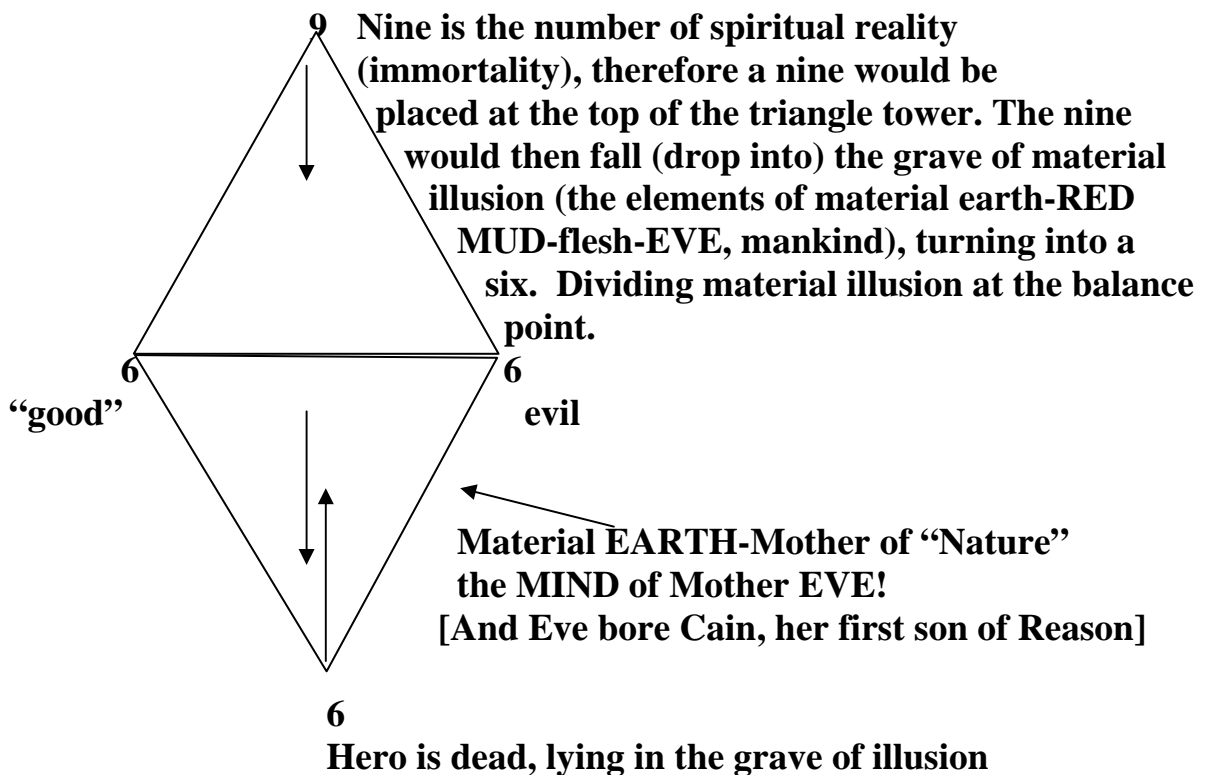 9 Nine is the number of spiritual reality
(immortality), therefore a nine would be
placed at the top of the triangle tower. The nine
would then fall (drop into) the grave of material
illusion (the elements of material earth-RED
MUD-flesh-EVE, mankind), turning into a
six.  Dividing material illusion at the balance
point.
6 6
“good” evil
Material EARTH-Mother of “Nature”
the MIND of Mother EVE!
[And Eve bore Cain, her first son of Reason]
6
Hero is dead, lying in the grave of illusion